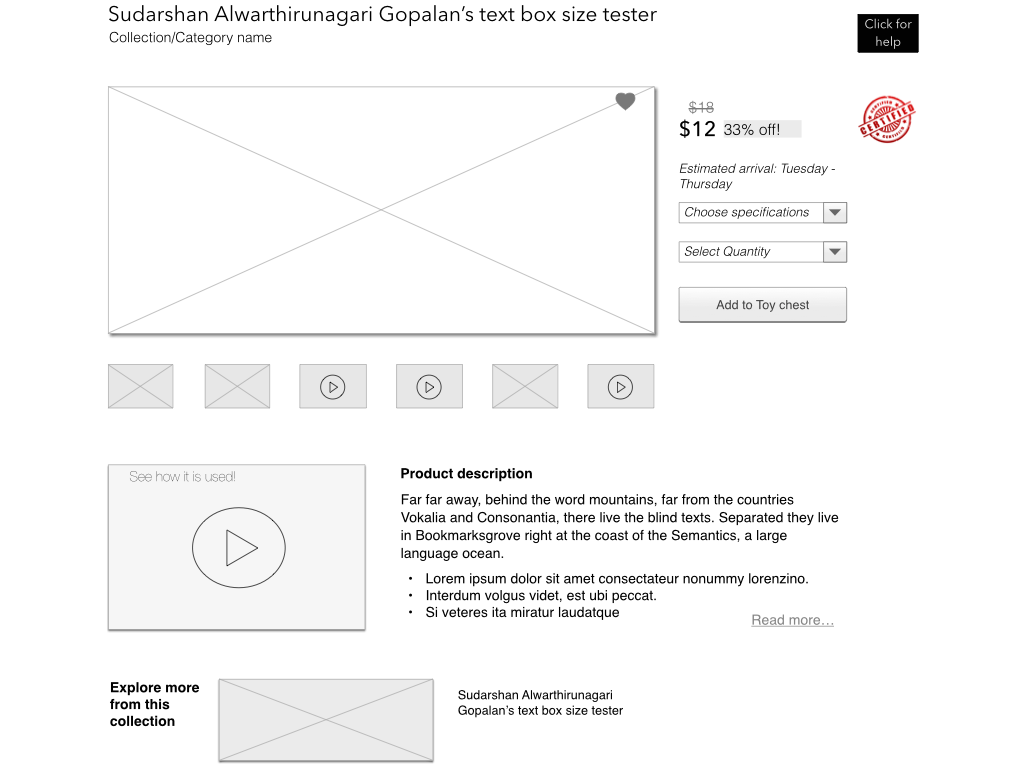 Sudarshan Alwarthirunagari Gopalan’s text box size tester
Collection/Category name
Click for
help
$18
$12 33% off!
CERTIFIED
CERTIFIED
CERTIFIED
Estimated arrival: Tuesday -
Thursday
Choose specifications
Select Quantity
Add to Toy chest
See how it is used!
Product description
Far far away, behind the word mountains, far from the countries
Vokalia and Consonantia, there live the blind texts. Separated they live
in Bookmarksgrove right at the coast of the Semantics, a large
language ocean.
• Lorem ipsum dolor sit amet consectateur nonummy lorenzino.
• Interdum volgus videt, est ubi peccat.
• Si veteres ita miratur laudatque
Read more…
Explore more
from this
collection
Sudarshan Alwarthirunagari
Gopalan’s text box size tester